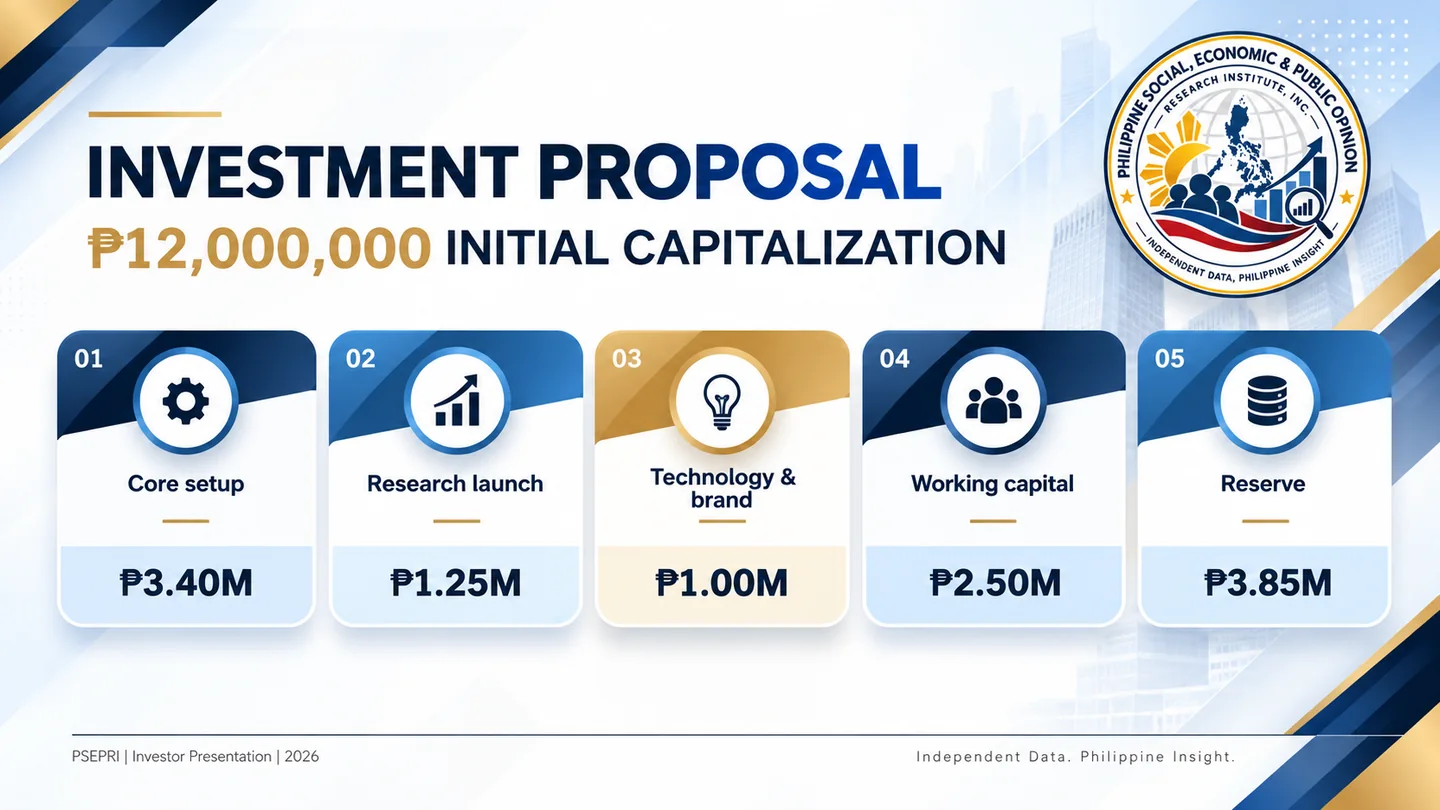 PHILIPPINE SOCIAL, ECONOMIC & PUBLIC OPINION
RESEARCH INSTITUTE, INC.
INDEPENDENT DATA, PHILIPPINE INSIGHT
INVESTMENT PROPOSAL
₱12,000,000 INITIAL CAPITALIZATION
01
Core setup
₱3.40M
02
Research launch
₱1.25M
03
Technology &
brand
₱1.00M
04
Working capital
₱2.50M
05
Reserve
₱3.85M
PSEPRI | Investor Presentation | 2026
Independent Data. Philippine Insight.